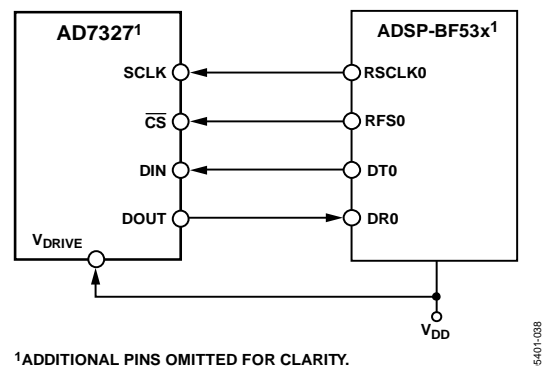 AD7327¹
ADSP-BF53x¹
SCLK
RSCLK0
CS
RFS0
DIN
DT0
DOUT
DR0
VDRIVE
VDD
¹ADDITIONAL PINS OMITTED FOR CLARITY.
5401-038